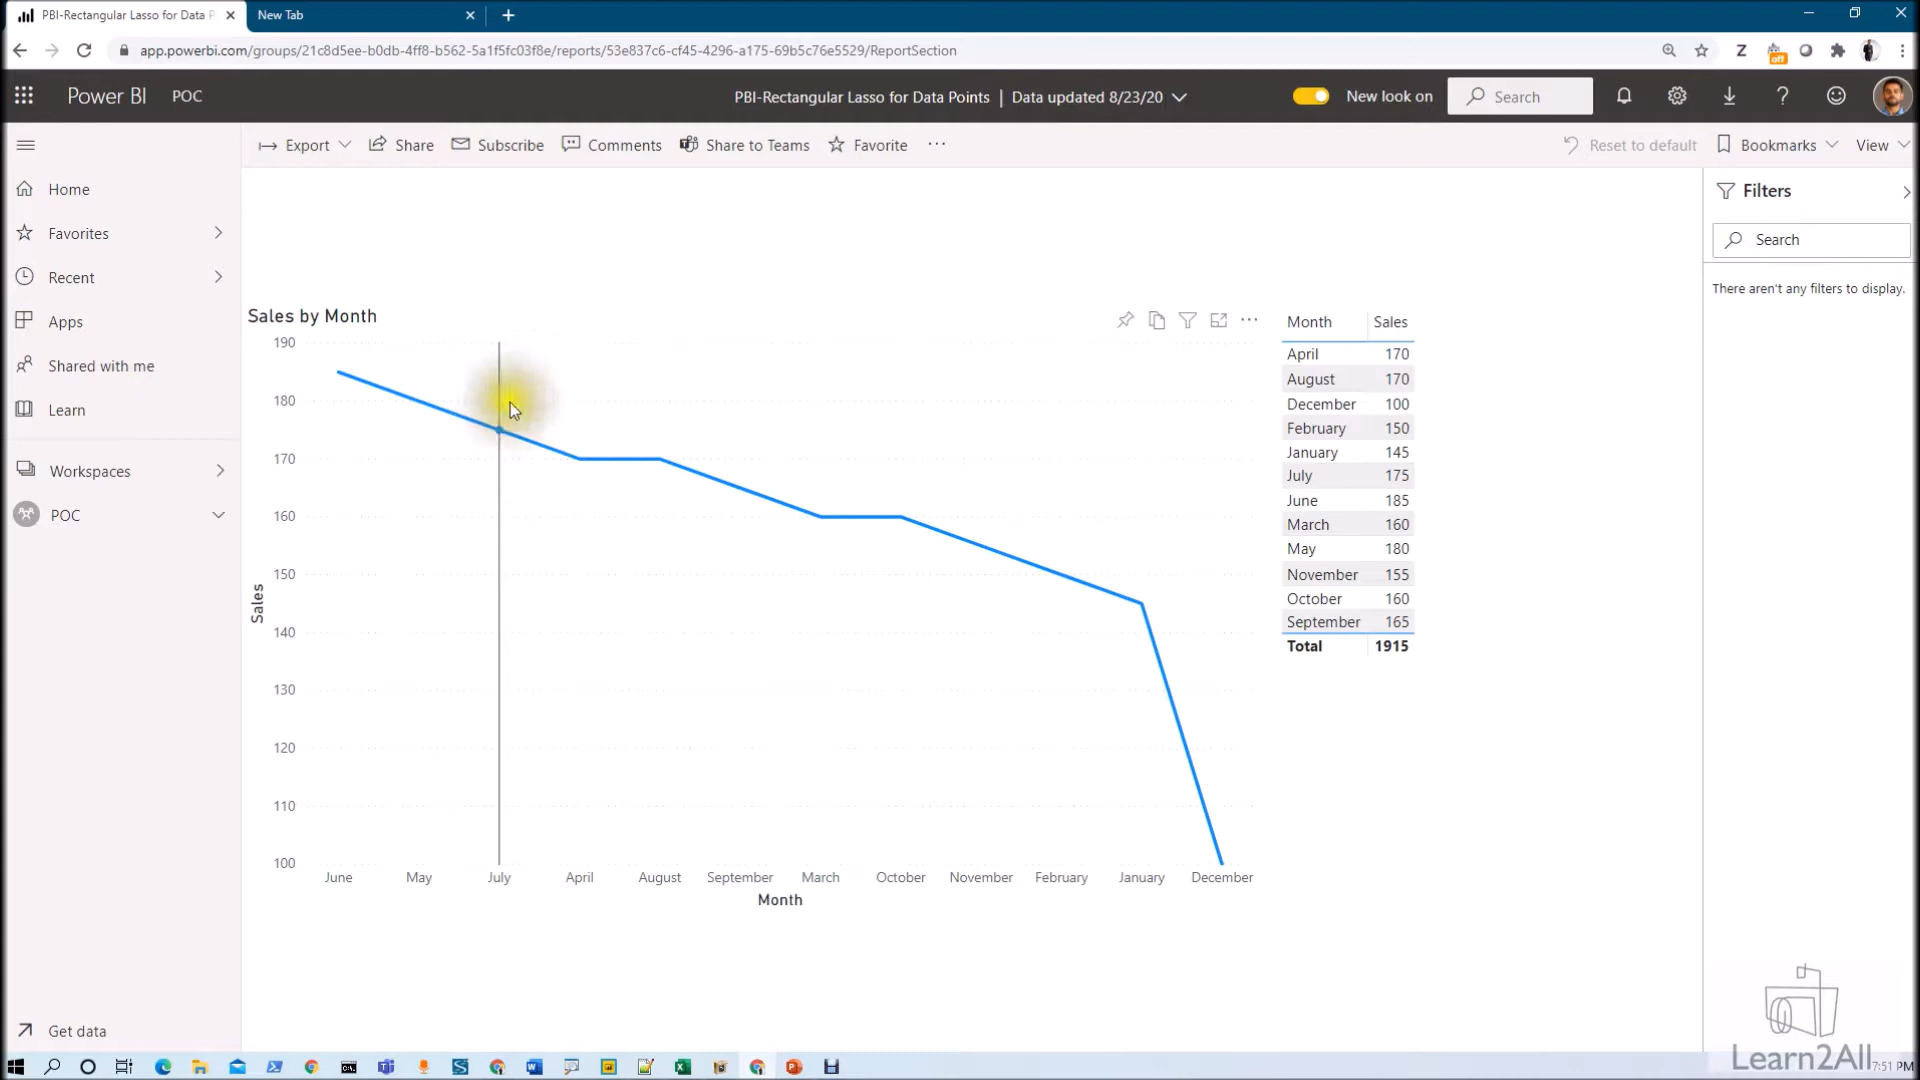 PBI-Rectangular Lasso for Data P
New Tab
app.powerbi.com/groups/21c8d5ee-b0db-4ff8-b562-5a1f5fc03f8e/reports/53e837c6-cf45-4296-a175-69b5c76e5529/ReportSection
Z
off
Power BI POC
PBI-Rectangular Lasso for Data Points | Data updated 8/23/20
New look on
Search
Export Share Subscribe Comments Share to Teams Favorite ...
Reset to default Bookmarks View
Home
Favorites
Recent
Apps
Shared with me
Learn
Workspaces
POC
Get data
Filters
Search
There aren't any filters to display.
Sales by Month
190
180
170
160
150
140
130
120
110
100
Sales
June May July April August September March October November February January December
Month
Month Sales
April 170
August 170
December 100
February 150
January 145
July 175
June 185
March 160
May 180
November 155
October 160
September 165
Total 1915
Learn2All
7:51 PM